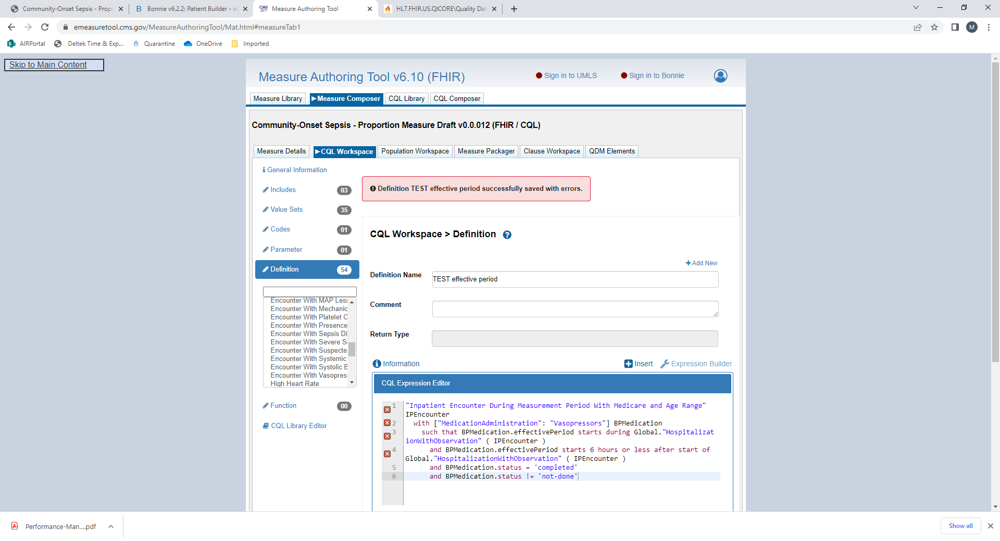 Community-Onset Sepsis - Propo
Bonnie v6.2.2: Patient Builder - v0
Measure Authoring Tool
HL7.FHIR.US.QICORE\Quality Dat
emeasuretool.cms.gov/MeasureAuthoringTool/Mat.html#measureTab1
M
AIRPortal
Deltek Time & Exp...
Quarantine
OneDrive
Imported
Skip to Main Content
Measure Authoring Tool v6.10 (FHIR)
Sign in to UMLS
Sign in to Bonnie
Measure Library
Measure Composer
CQL Library
CQL Composer
Community-Onset Sepsis - Proportion Measure Draft v0.0.012 (FHIR / CQL)
Measure Details
CQL Workspace
Population Workspace
Measure Packager
Clause Workspace
QDM Elements
General Information
Includes 03
Value Sets 35
Codes 01
Parameter 01
Definition 54
Encounter With MAP Less
Encounter With Mechanic
Encounter With Platelet C
Encounter With Presence
Encounter With Sepsis Di
Encounter With Severe S
Encounter With Suspecte
Encounter With Systemic
Encounter With Systolic B
Encounter With Vasopres
High Heart Rate
Function 00
CQL Library Editor
Definition TEST effective period successfully saved with errors.
CQL Workspace > Definition
Add New
Definition Name
TEST effective period
Comment
Return Type
Information
Insert
Expression Builder
CQL Expression Editor
1 "Inpatient Encounter During Measurement Period With Medicare and Age Range"
IPEncounter
2 with ["MedicationAdministration": "Vasopressors"] BPMedication
3 such that BPMedication.effectivePeriod starts during Global."Hospitalizat
ionWithObservation" ( IPEncounter )
4 and BPMedication.effectivePeriod starts 6 hours or less after start of
Global."HospitalizationWithObservation" ( IPEncounter )
5 and BPMedication.status = 'completed'
6 and BPMedication.status != 'not-done'
Performance-Man....pdf
Show all